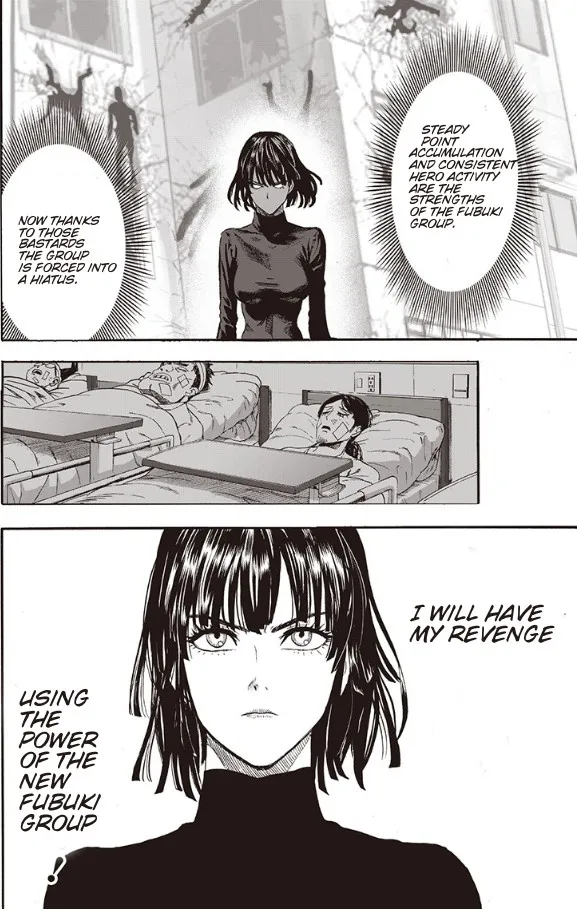 STEADY
POINT
ACCUMULATION
AND CONSISTENT
HERO ACTIVITY
ARE THE
STRENGTHS
OF THE FUBUKI
GROUP.
NOW THANKS
TO THOSE
BASTARDS
THE GROUP
IS FORCED INTO
A HIATUS.
I WILL HAVE
MY REVENGE
USING
THE
POWER
OF THE
NEW
FUBUKI
GROUP
!